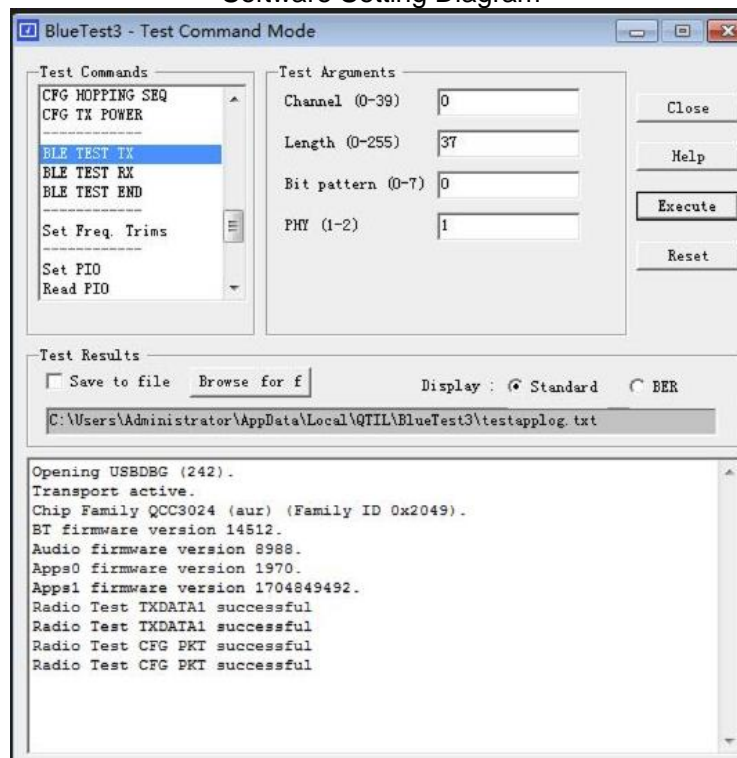 Software Setting Diagram
BlueTest3 - Test Command Mode
Test Commands
CFG HOPPING SEQ
CFG TX POWER
------------
BLE TEST TX
BLE TEST RX
BLE TEST END
------------
Set Freq. Trims
------------
Set PIO
Read PIO
Test Arguments
Channel (0-39) 0
Length (0-255) 37
Bit pattern (0-7) 0
PHY (1-2) 1
Close
Help
Execute
Reset
Test Results
Save to file Browse for f Display : Standard BER
C:\Users\Administrator\AppData\Local\QTIL\BlueTest3\testapplog.txt
Opening USBDBG (242).
Transport active.
Chip Family QCC3024 (aur) (Family ID 0x2049).
BT firmware version 14512.
Audio firmware version 8988.
Apps0 firmware version 1970.
Apps1 firmware version 1704849492.
Radio Test TXDATA1 successful
Radio Test TXDATA1 successful
Radio Test CFG PKT successful
Radio Test CFG PKT successful